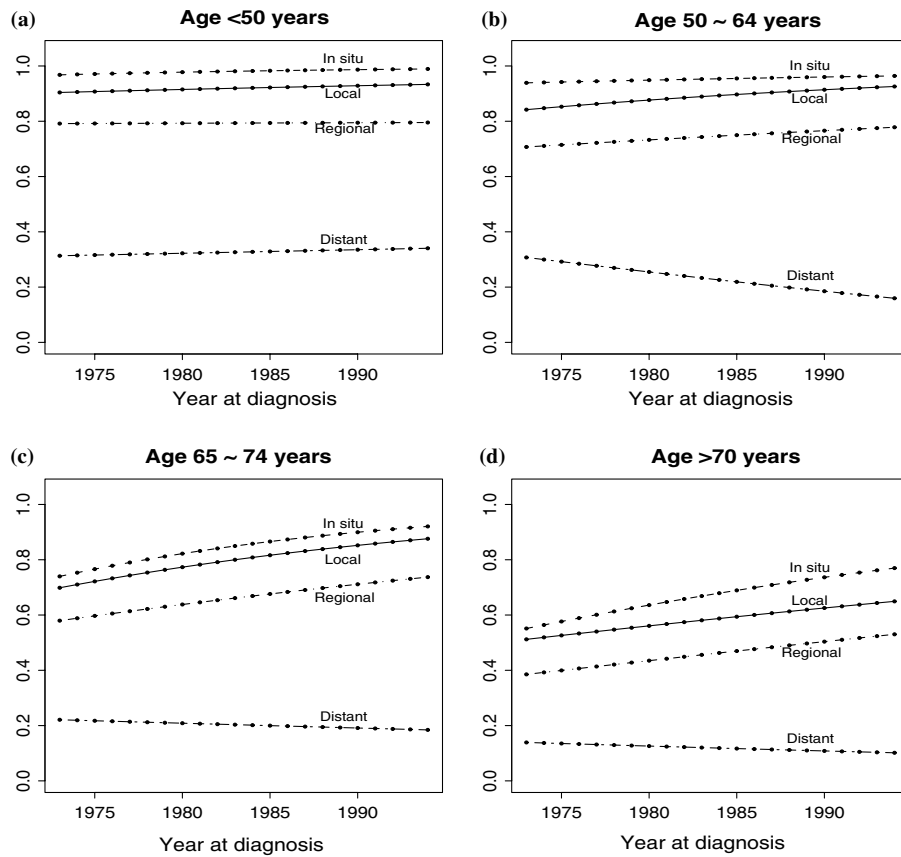 (a)
Age <50 years
1.0
0.8
0.6
0.4
0.2
0.0
In situ
Local
Regional
Distant
1975 1980 1985 1990
Year at diagnosis
(b)
Age 50 ~ 64 years
1.0
0.8
0.6
0.4
0.2
0.0
In situ
Local
Regional
Distant
1975 1980 1985 1990
Year at diagnosis
(c)
Age 65 ~ 74 years
1.0
0.8
0.6
0.4
0.2
0.0
In situ
Local
Regional
Distant
1975 1980 1985 1990
Year at diagnosis
(d)
Age >70 years
1.0
0.8
0.6
0.4
0.2
0.0
In situ
Local
Regional
Distant
1975 1980 1985 1990
Year at diagnosis